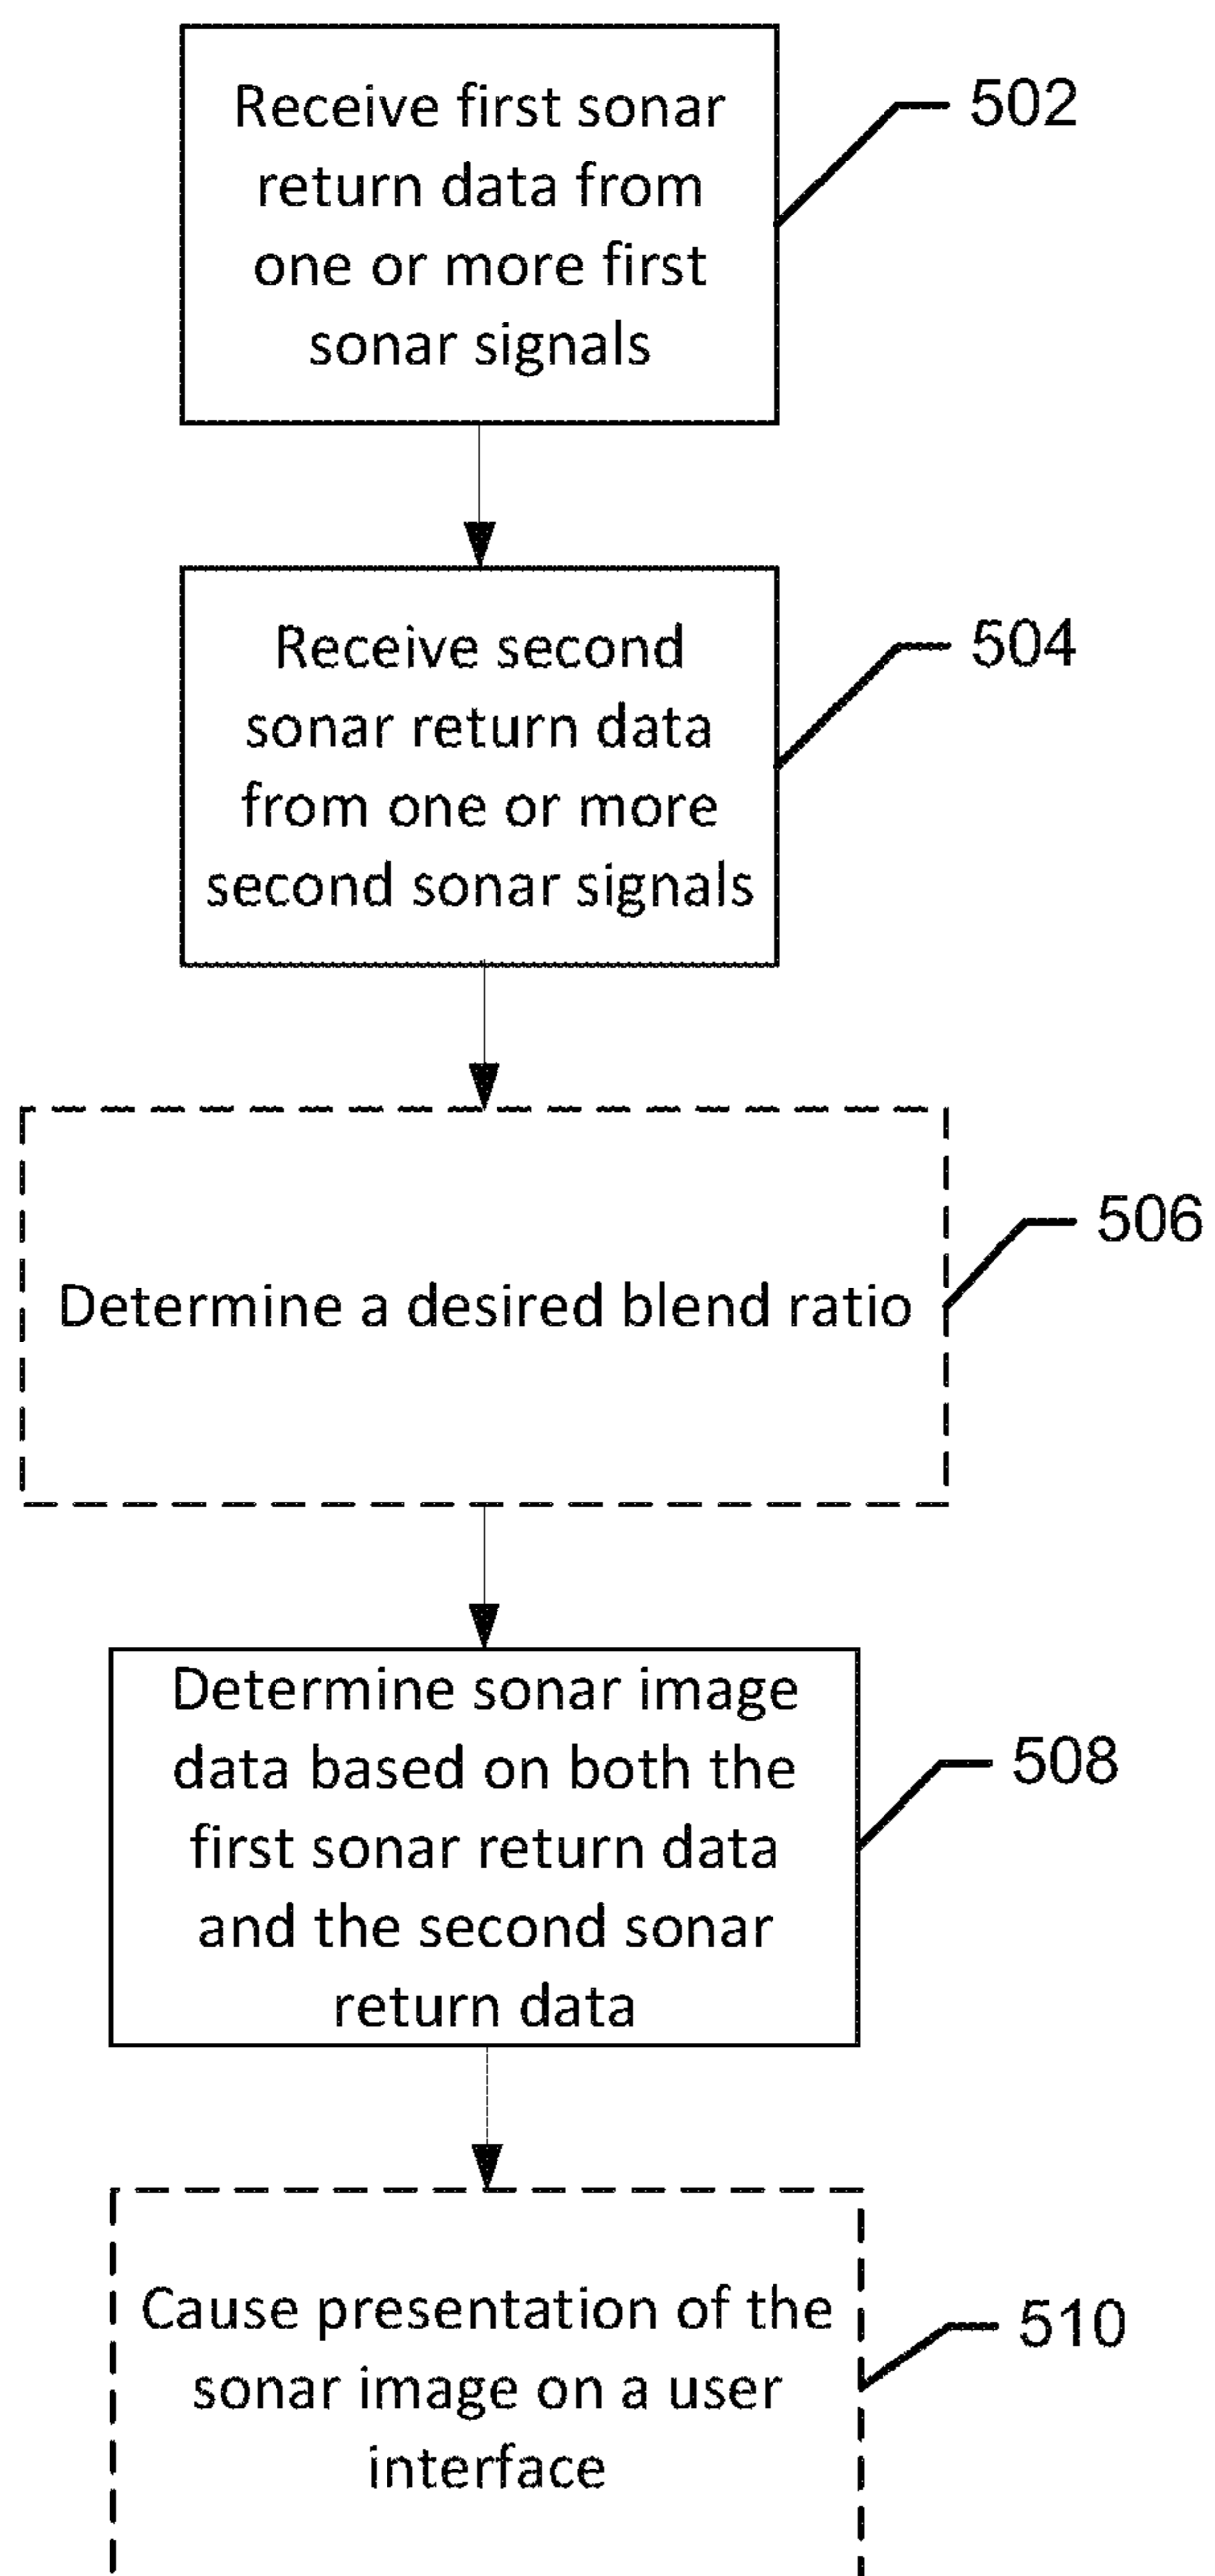 Receive first sonar
return data from
one or more first
sonar signals
502
Receive second
sonar return data
from one or more
second sonar signals
504
Determine a desired blend ratio
506
Determine sonar image
data based on both the
first sonar return data
and the second sonar
return data
508
Cause presentation of the
sonar image on a user
interface
510